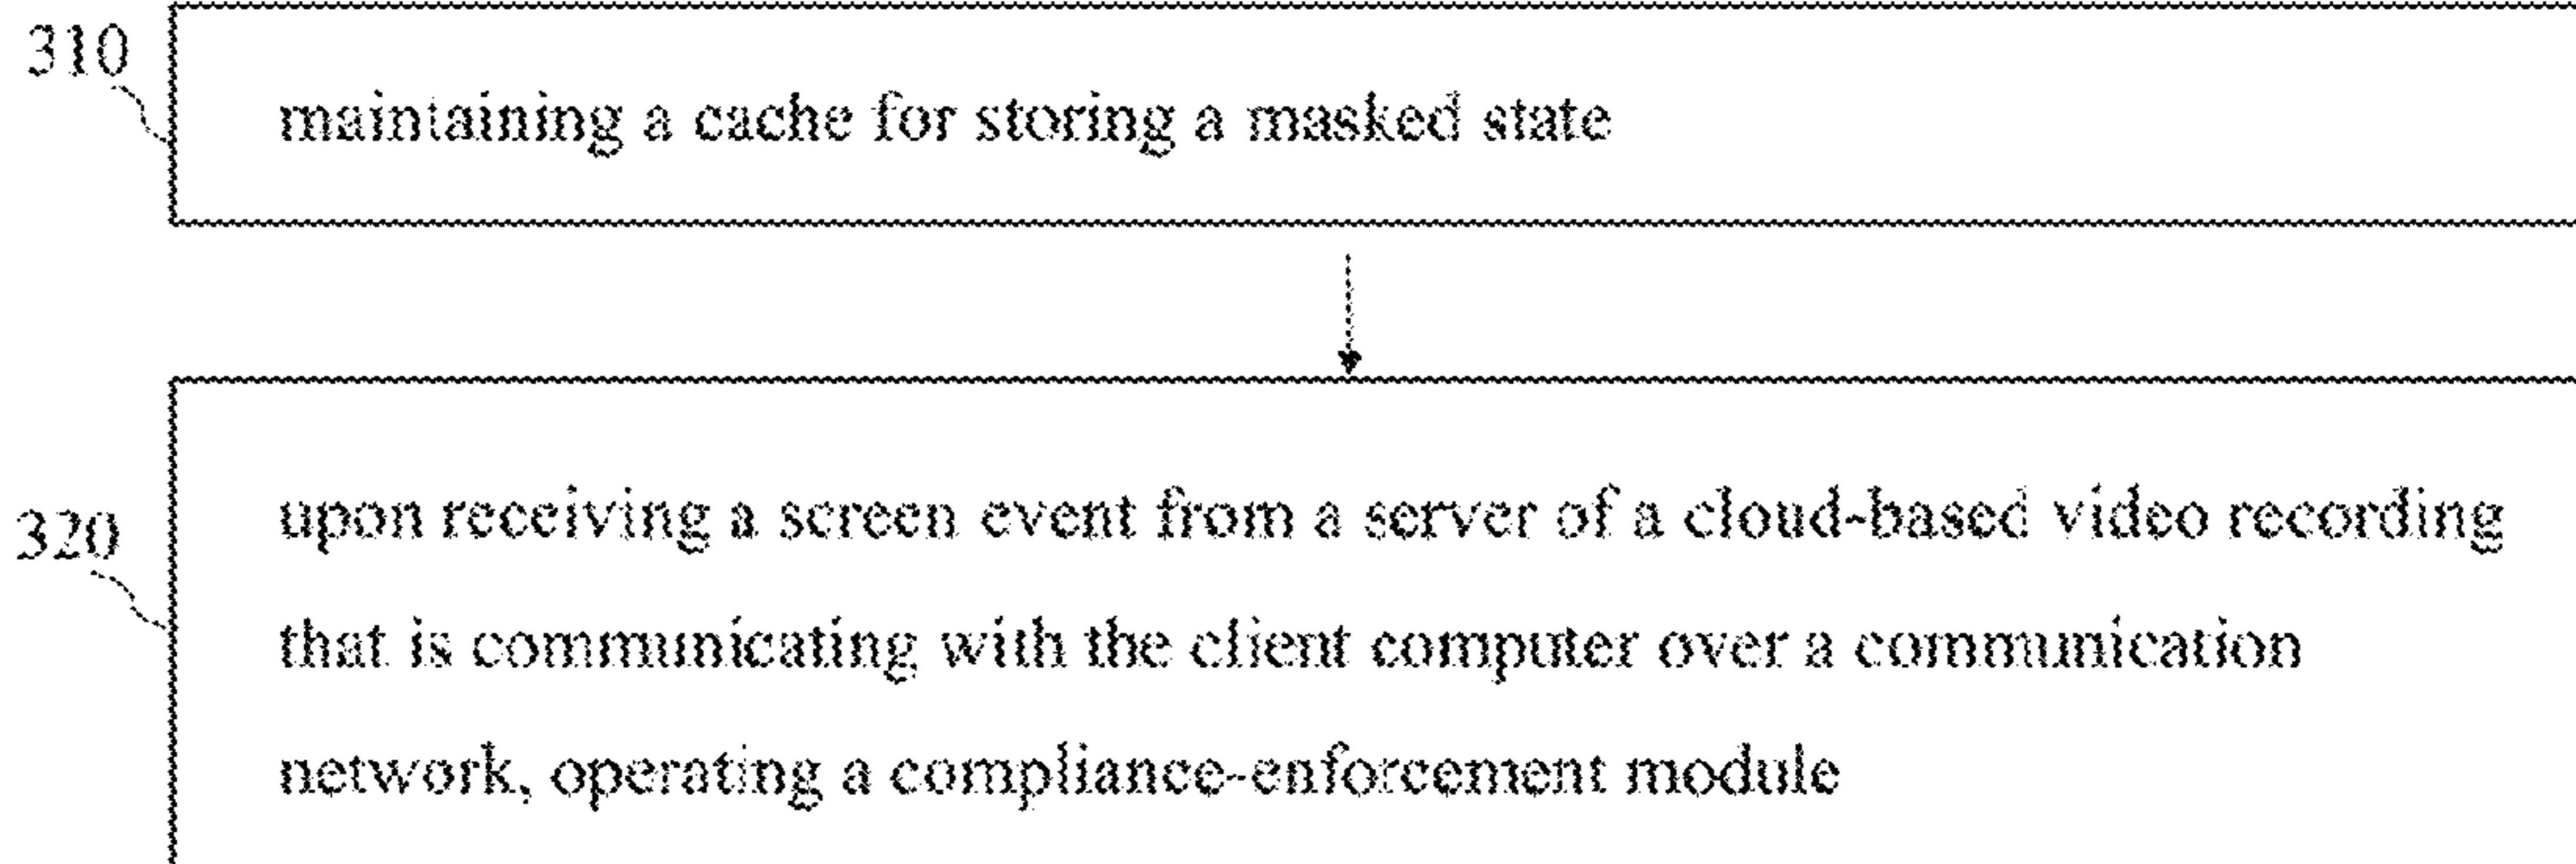 310
maintaining a cache for storing a masked state
320
upon receiving a screen event from a server of a cloud-based video recording
that is communicating with the client computer over a communication
network, operating a compliance-enforcement module